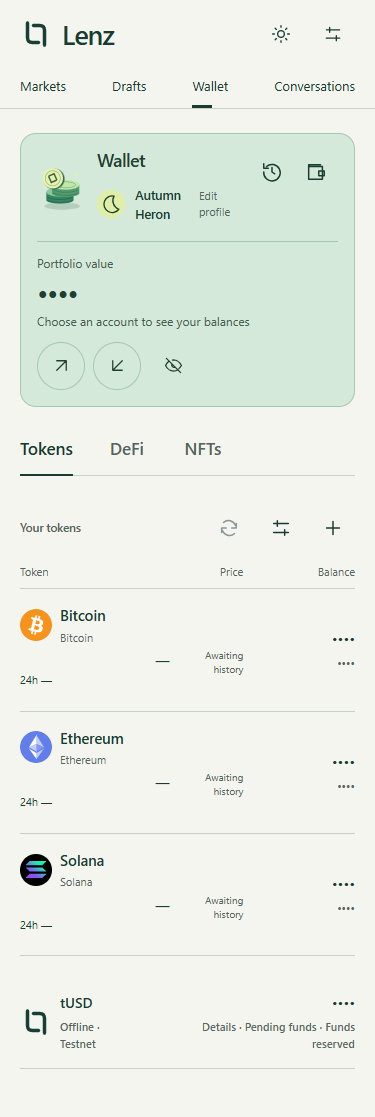 Lenz
Markets Drafts Wallet Conversations
Wallet
Autumn
Heron
Edit
profile
Portfolio value
••••
Choose an account to see your balances
Tokens DeFi NFTs
Your tokens
Token Price Balance
Bitcoin
Bitcoin
—
Awaiting
history
••••
••••
24h —
Ethereum
Ethereum
—
Awaiting
history
••••
••••
24h —
Solana
Solana
—
Awaiting
history
••••
••••
24h —
tUSD
••••
Offline ·
Testnet
Details · Pending funds · Funds
reserved